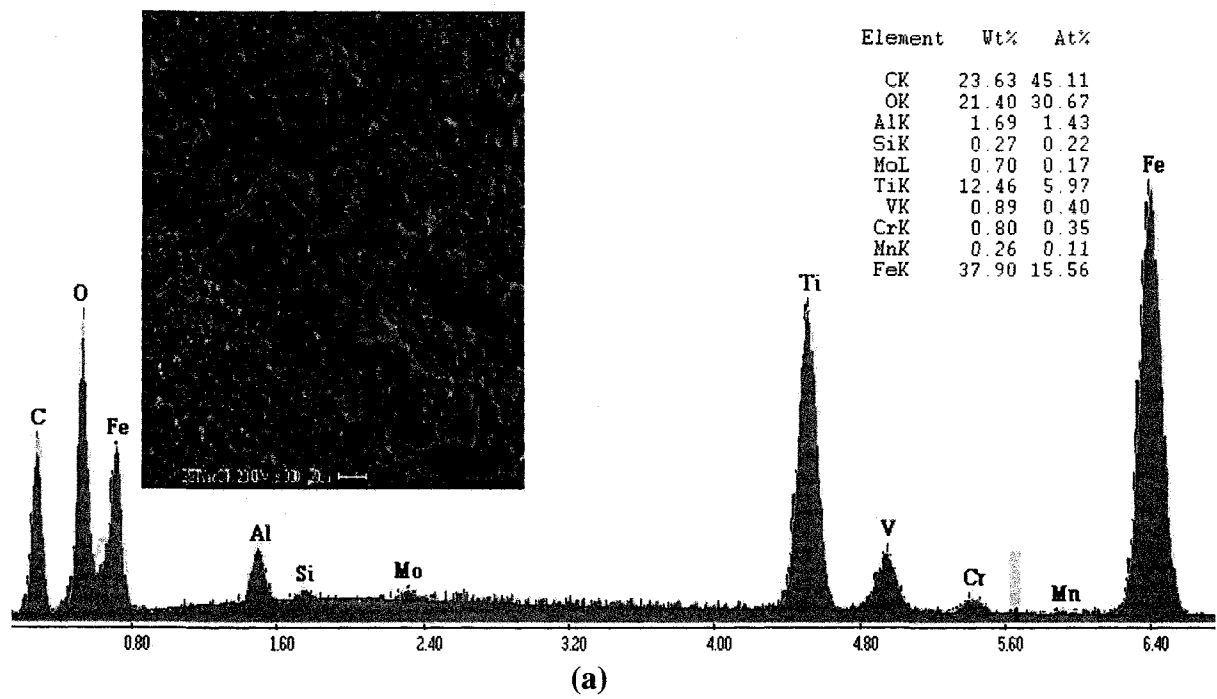 Element Wt% At%
CK 23.63 45.11
OK 21.40 30.67
AlK 1.69 1.43
SiK 0.27 0.22
MoL 0.70 0.17
TiK 12.46 5.97
VK 0.89 0.40
CrK 0.80 0.35
MnK 0.26 0.11
FeK 37.90 15.56
C
O
Fe
Al
Si
Mo
Ti
V
Cr
Mn
Fe
0.80 1.60 2.40 3.20 4.00 4.80 5.60 6.40
(a)